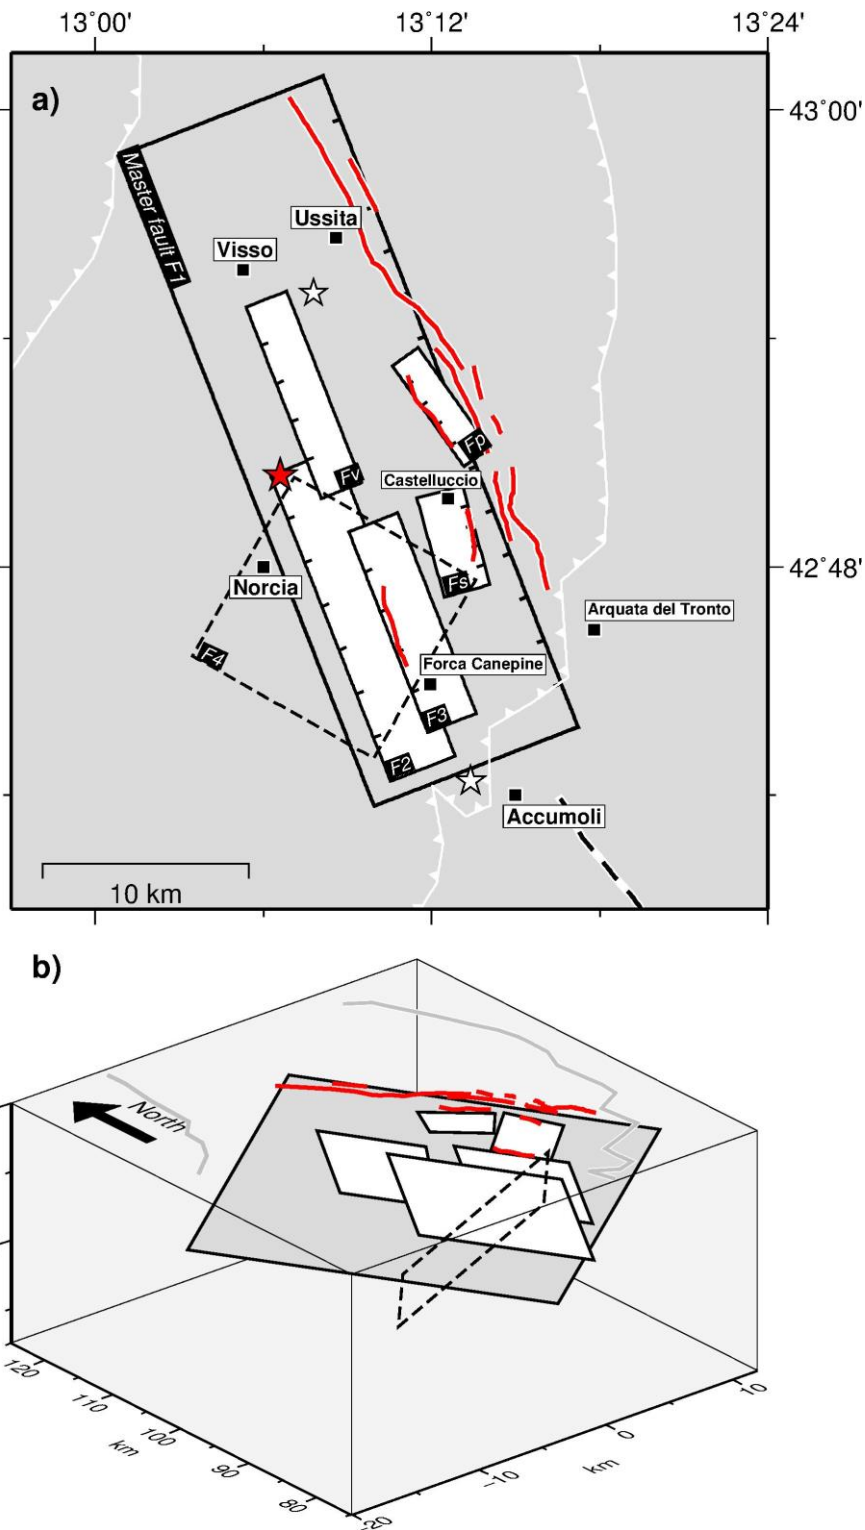 13˚00'
13˚12'
13˚24'
a)
43˚00'
Master fault F1
Ussita
Visso
Fp
Fv
Castelluccio
42˚48'
Fs
Norcia
Arquata del Tronto
F4
Forca Canepine
F3
F2
Accumoli
10 km
b)
North
120
110
km
100
90
80
−20
−10
km
0
10